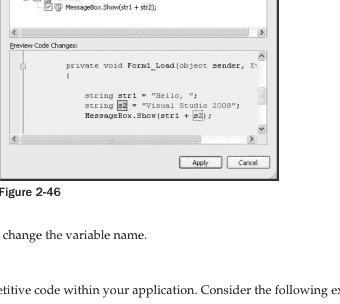 MessageBox.Show(str1 + str2);
Preview Code Changes:
private void Form1_Load(object sender, Ev
{
string str1 = "Hello, ";
string s2 = "Visual Studio 2008";
MessageBox.Show(str1 + s2);
Apply Cancel
Figure 2-46
change the variable name.
etitive code within your application. Consider the following ex